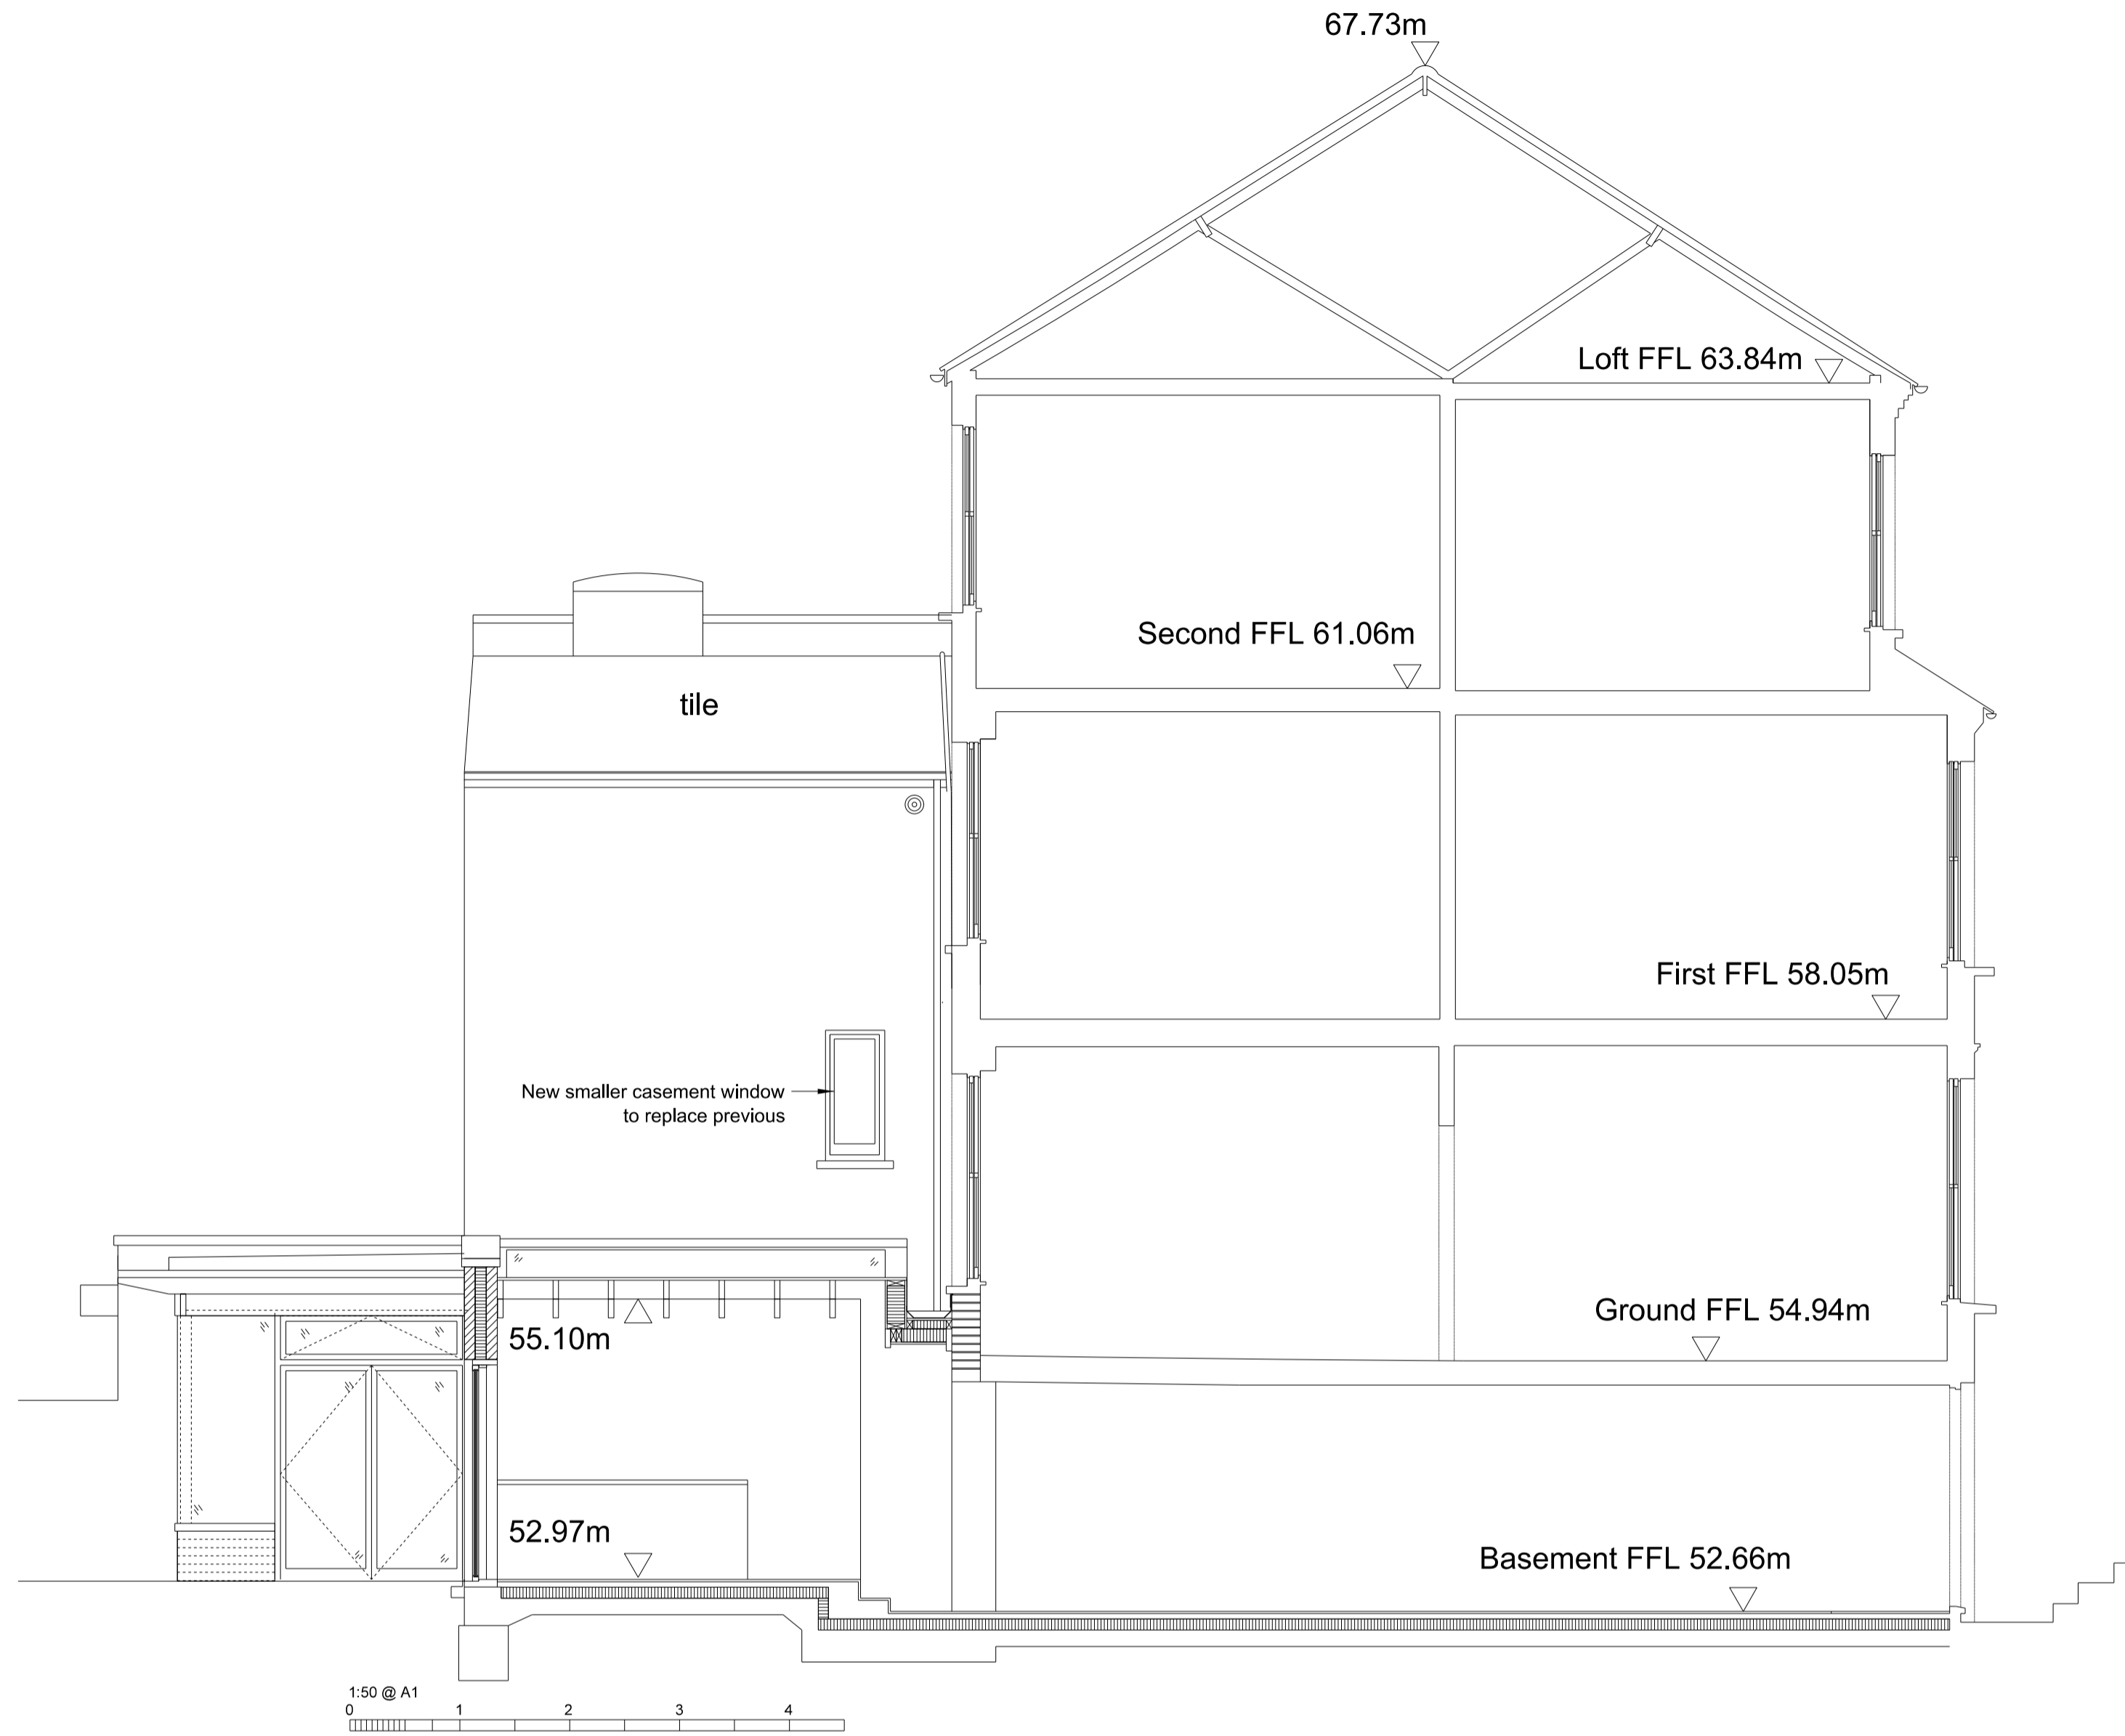 67.73m
Loft FFL 63.84m
Second FFL 61.06m
tile
First FFL 58.05m
New smaller casement window
to replace previous
Ground FFL 54.94m
55.10m
52.97m
Basement FFL 52.66m
1:50 @ A1
0 1 2 3 4